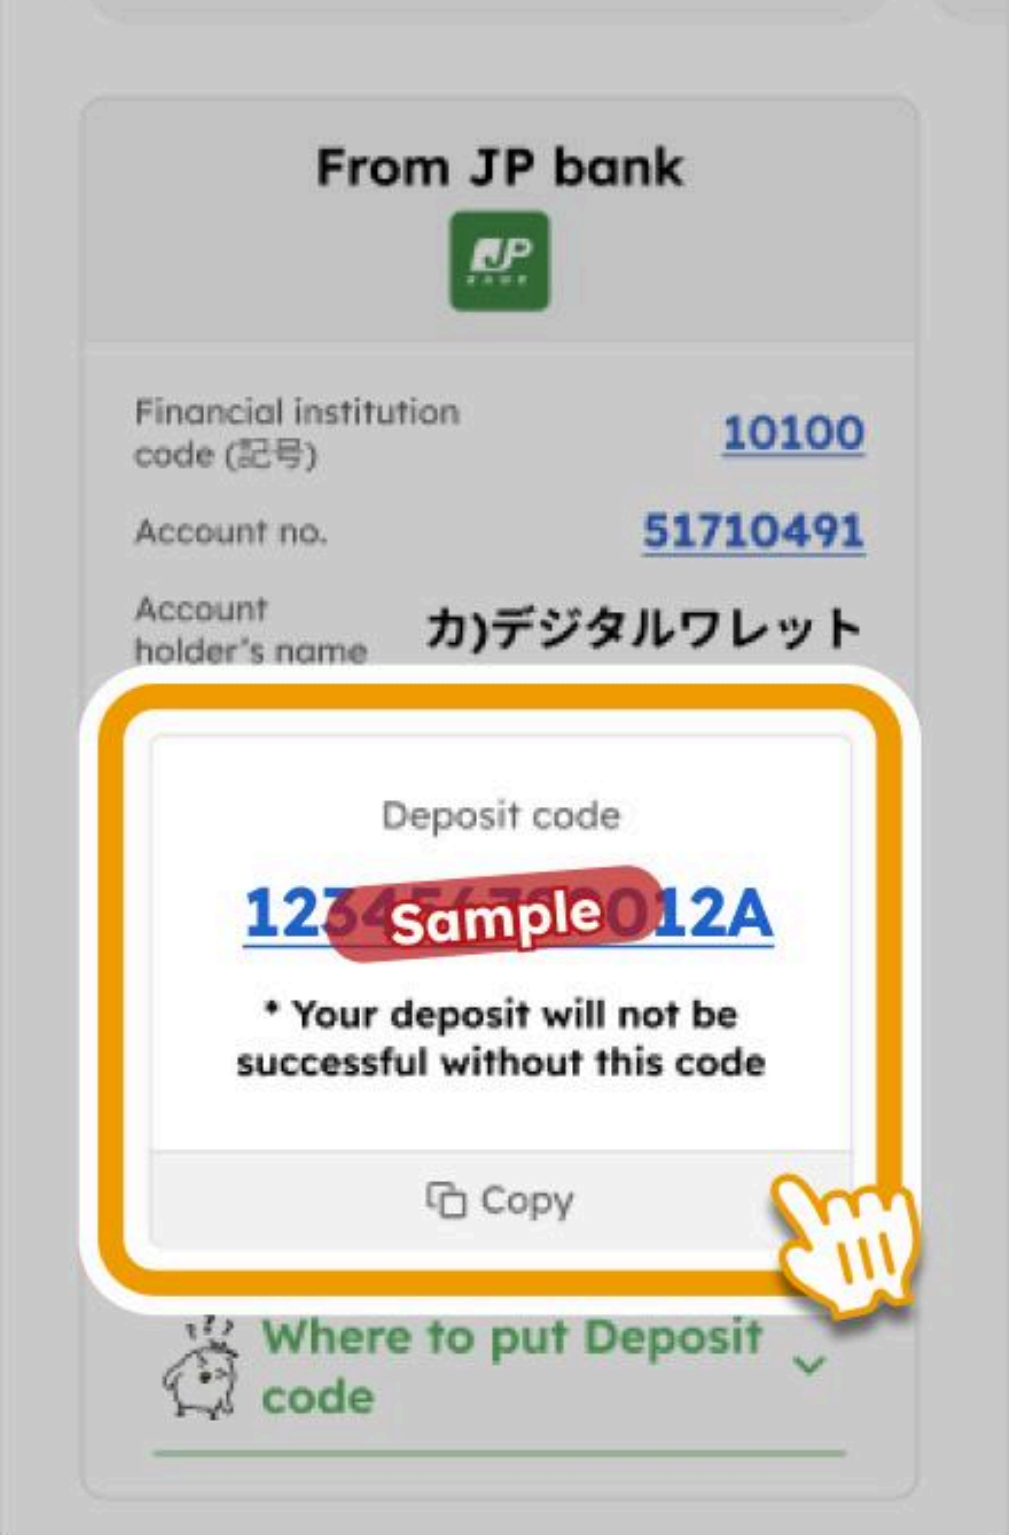 From JP bank
JP
BANK
Financial institution
code (記号)
10100
Account no.
51710491
Account
holder's name
カ)デジタルワレット
Deposit code
Sample
* Your deposit will not be
successful without this code
Copy
???
Where to put Deposit
code